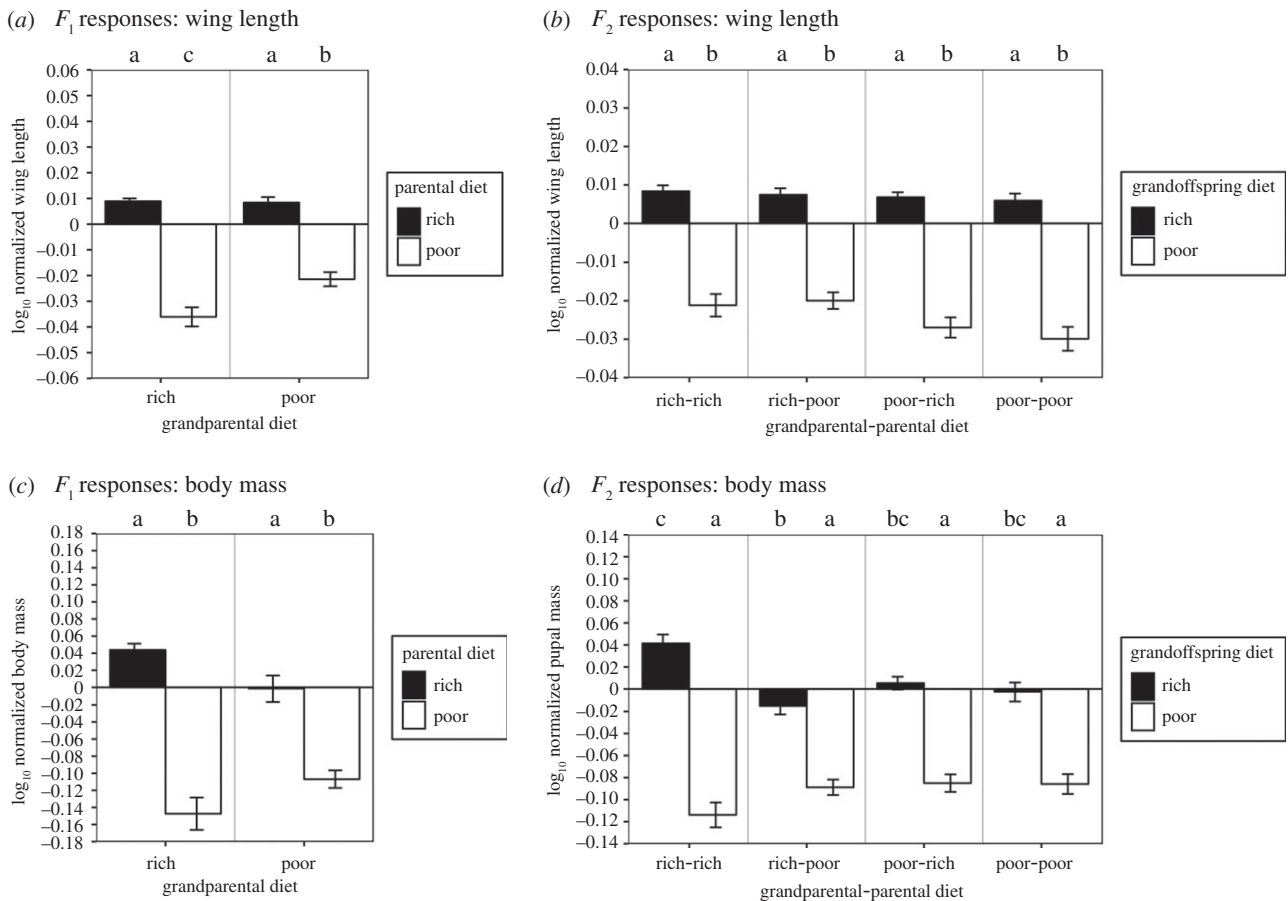 (a) F1 responses: wing length
a c a b
0.06
0.05
0.04
0.03
0.02
0.01
0
–0.01
–0.02
–0.03
–0.04
–0.05
–0.06
log10 normalized wing length
rich poor
grandparental diet
parental diet
rich
poor
(b) F2 responses: wing length
a b a b a b a b
0.04
0.03
0.02
0.01
0
–0.01
–0.02
–0.03
–0.04
log10 normalized wing length
rich-rich rich-poor poor-rich poor-poor
grandparental–parental diet
grandoffspring diet
rich
poor
(c) F1 responses: body mass
a b a b
0.18
0.16
0.14
0.12
0.10
0.08
0.06
0.04
0.02
0
–0.02
–0.04
–0.06
–0.08
–0.10
–0.12
–0.14
–0.16
–0.18
log10 normalized body mass
rich poor
grandparental diet
parental diet
rich
poor
(d) F2 responses: body mass
c a b a bc a bc a
0.14
0.12
0.10
0.08
0.06
0.04
0.02
0
–0.02
–0.04
–0.06
–0.08
–0.10
–0.12
–0.14
log10 normalized pupal mass
rich-rich rich-poor poor-rich poor-poor
grandparental–parental diet
grandoffspring diet
rich
poor